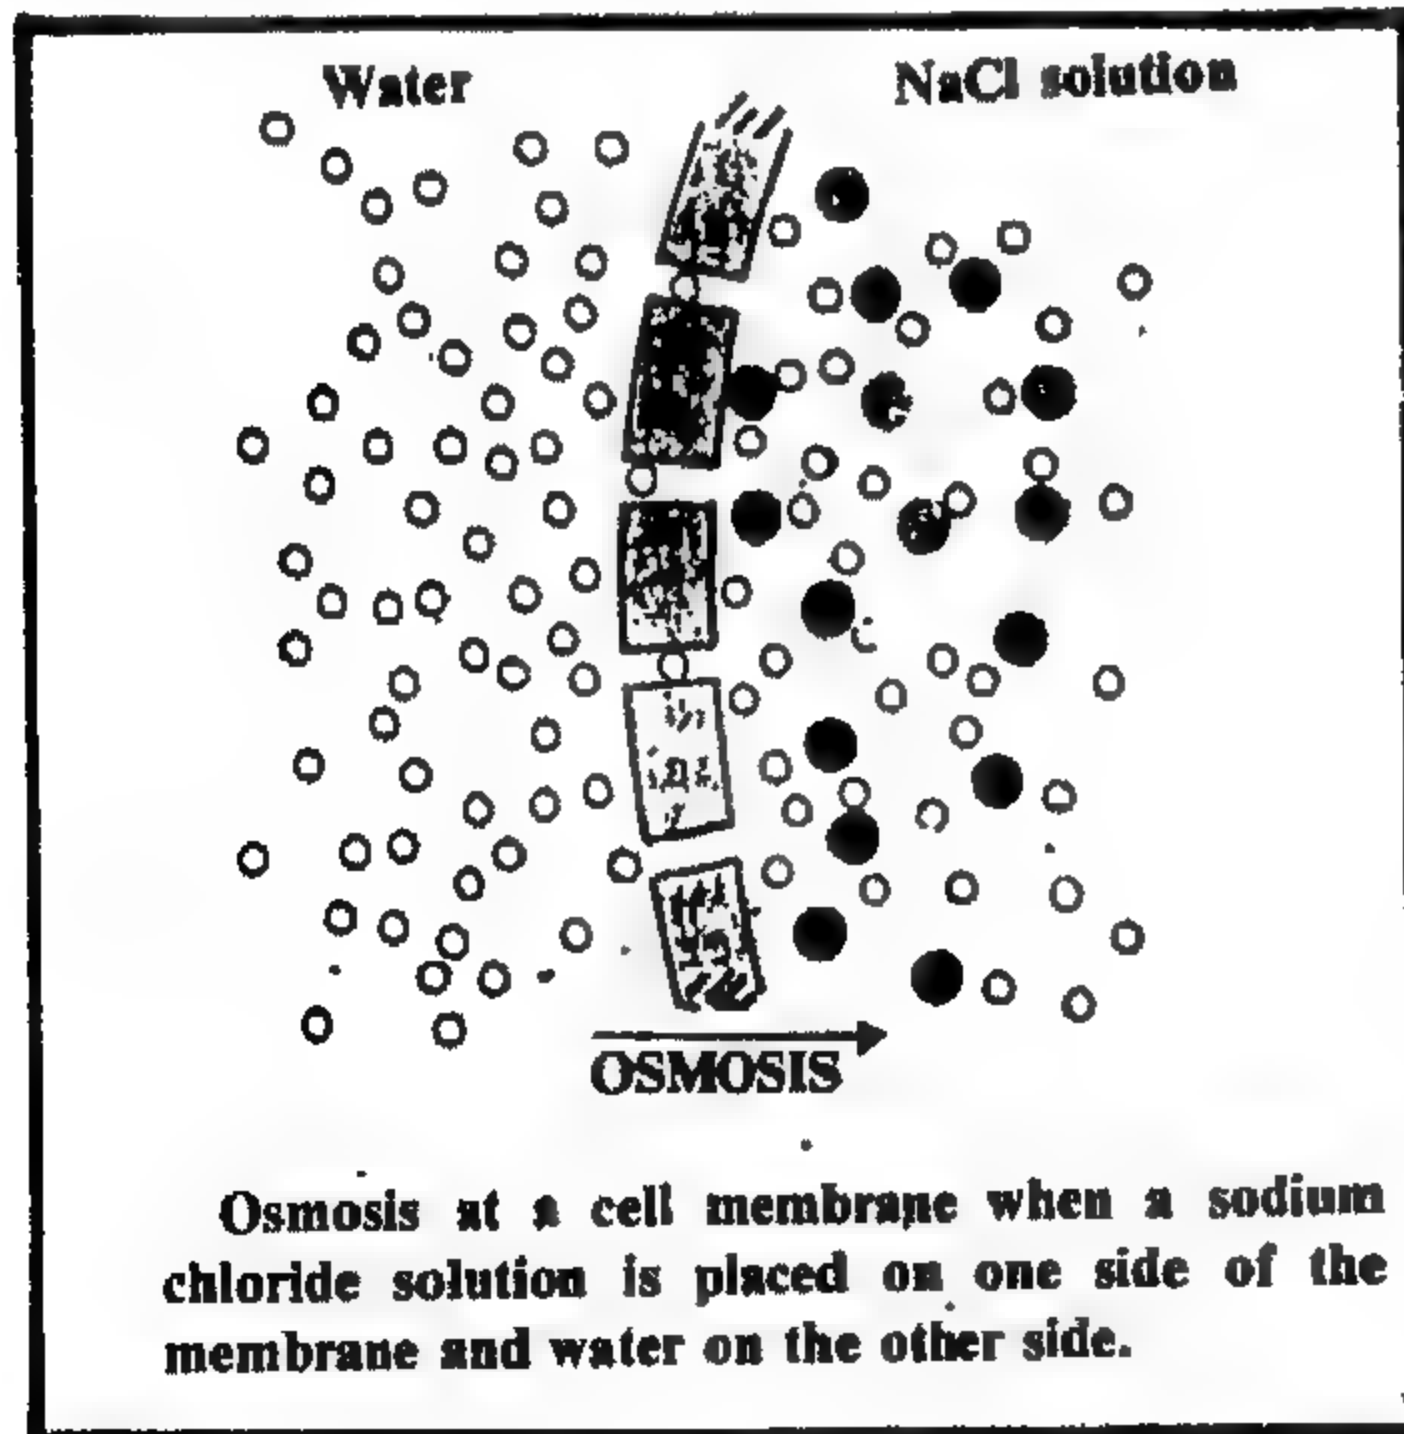 Water NaCl solution
OSMOSIS
Osmosis at a cell membrane when a sodium
chloride solution is placed on one side of the
membrane and water on the other side.